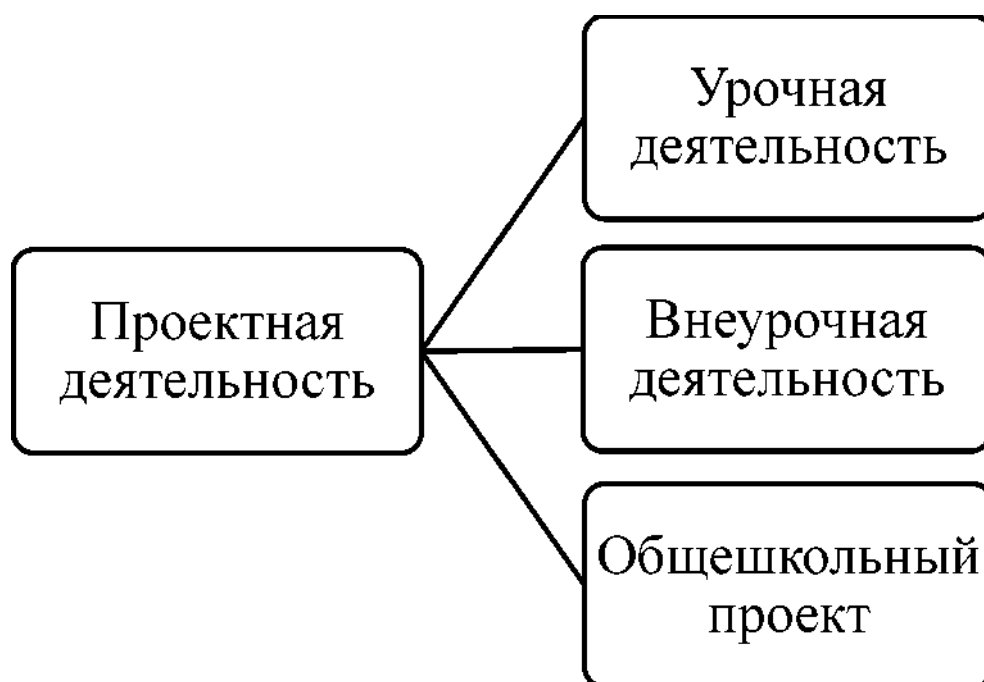 Проектная
деятельность
Урочная
деятельность
Внеурочная
деятельность
Общешкольный
проект